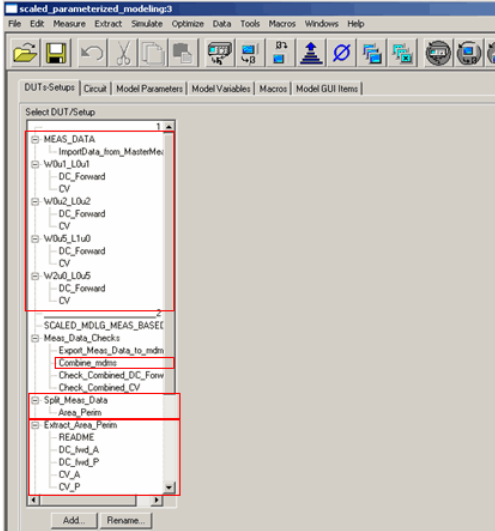 scaled_parameterized_modeling:3
File Edit Measure Extract Simulate Optimize Data Tools Macros Windows Help
DUTs-Setups Circuit Model Parameters Model Variables Macros Model GUI Items
Select DUT/Setup
1
MEAS_DATA
ImportData_from_MasterMea
W0u1_L0u1
DC_Forward
CV
W0u2_L0u2
DC_Forward
CV
W0u5_L1u0
DC_Forward
CV
W2u0_L0u5
DC_Forward
CV
2
SCALED_MDLG_MEAS_BASED
Meas_Data_Checks
Export_Meas_Data_to_mdm
Combine_mdms
Check_Combined_DC_Forw
Check_Combined_CV
Split_Meas_Data
Area_Perim
Extract_Area_Perim
README
DC_fwd_A
DC_fwd_P
CV_A
CV_P
Add... Rename...